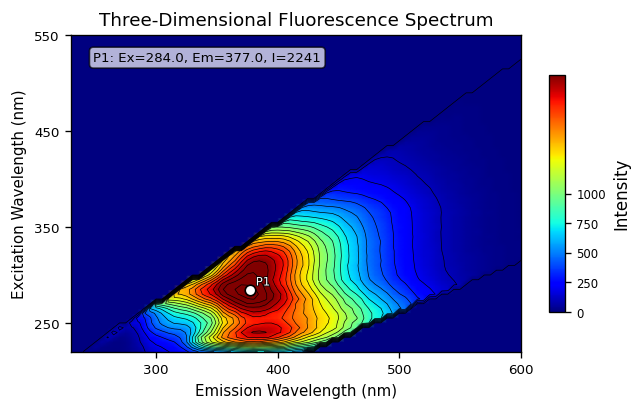 Three-Dimensional Fluorescence Spectrum
P1: Ex=284.0, Em=377.0, I=2241
P1
Excitation Wavelength (nm)
550
450
350
250
300
400
500
600
Emission Wavelength (nm)
1000
750
500
250
0
Intensity